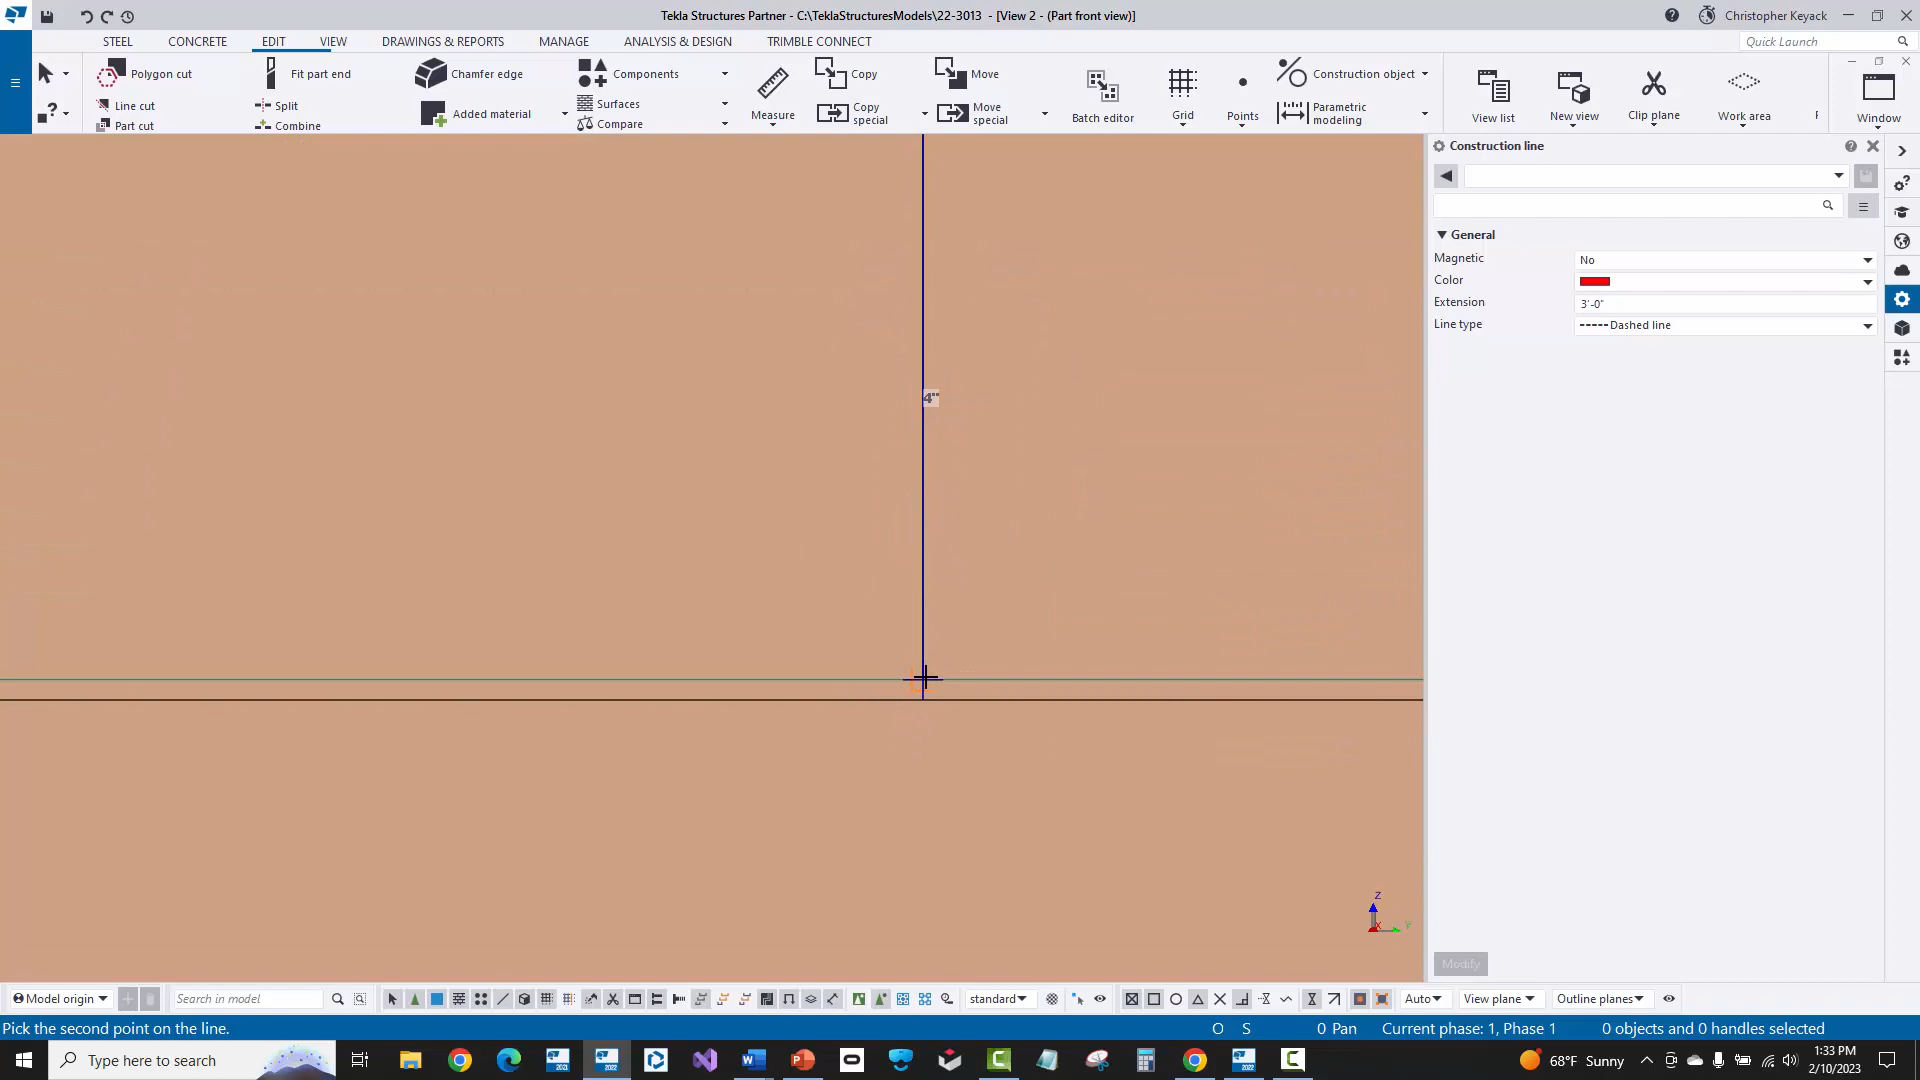 Tekla Structures Partner - C:\TeklaStructuresModels\22-3013 - [View 2 - (Part front view)]
Christopher Keyack
STEEL CONCRETE EDIT VIEW DRAWINGS & REPORTS MANAGE ANALYSIS & DESIGN TRIMBLE CONNECT
Quick Launch
Polygon cut
Line cut
Part cut
Fit part end
Split
Combine
Chamfer edge
Added material
Components
Surfaces
Compare
Measure
Copy
Copy
special
Move
Move
special
Batch editor
Grid
Points
Construction object
Parametric
modeling
View list
New view
Clip plane
Work area
Window
Construction line
General
Magnetic No
Color
Extension 3'-0"
Line type Dashed line
Modify
4"
Z
X
Model origin
Search in model
standard
Auto
View plane
Outline planes
Pick the second point on the line.
O S 0 Pan Current phase: 1, Phase 1 0 objects and 0 handles selected
Type here to search
2021
2022
2022
68°F Sunny
1:33 PM
2/10/2023